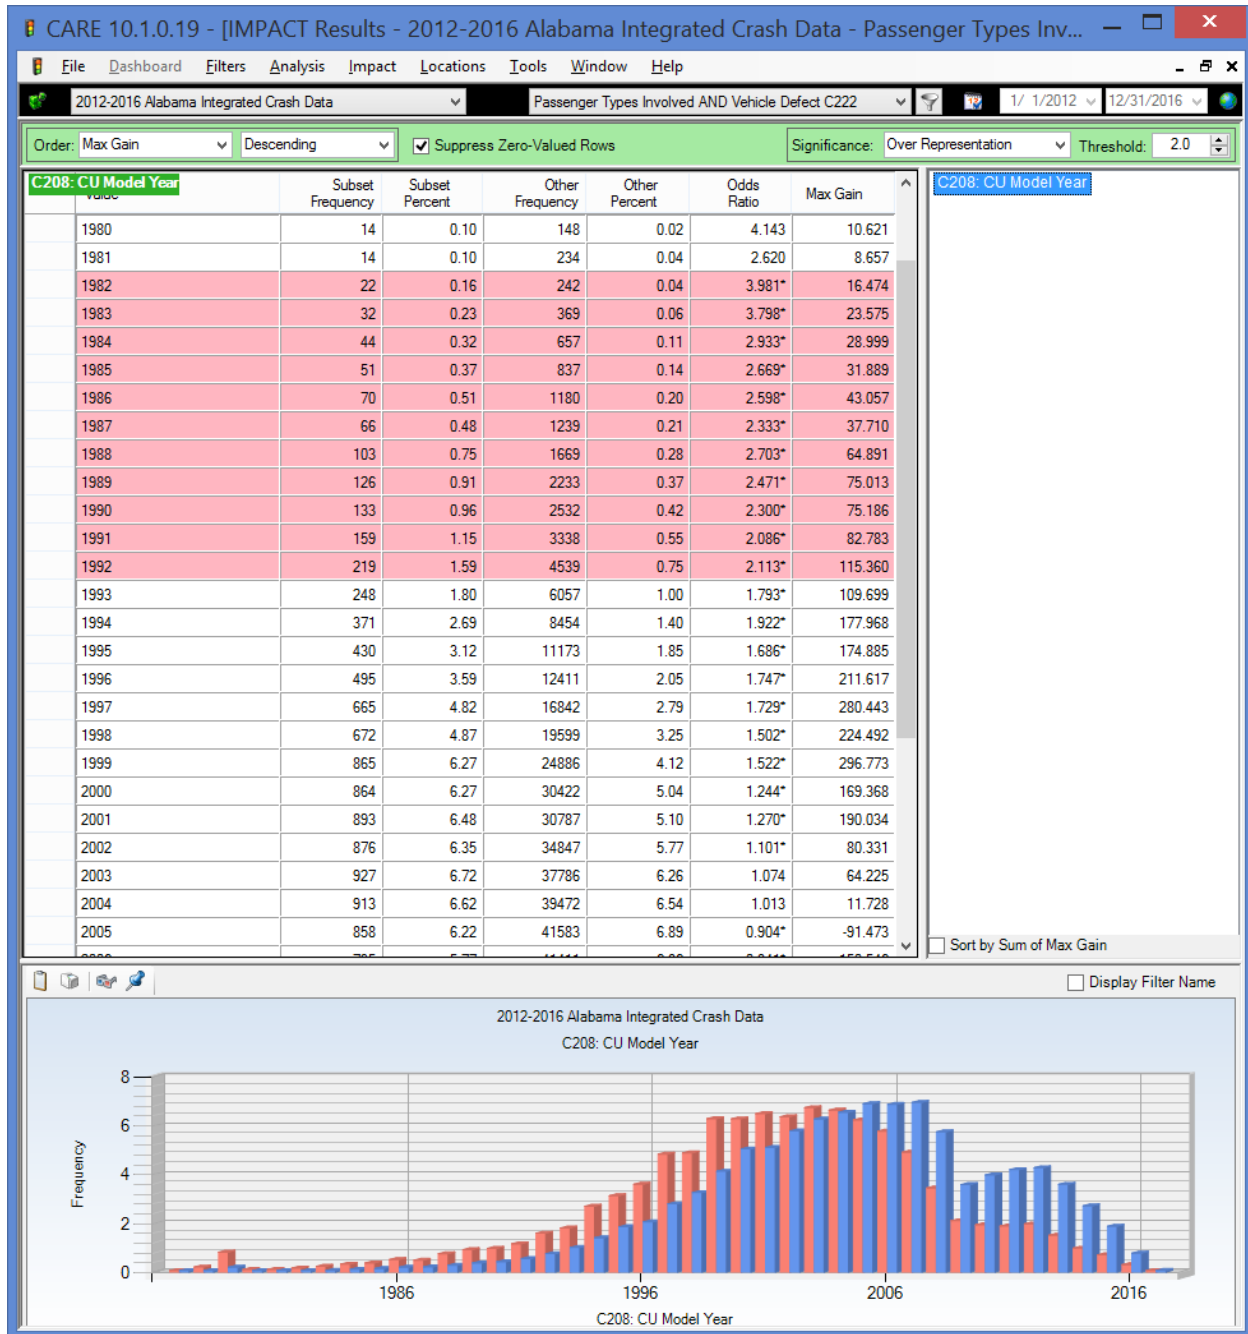 CARE 10.1.0.19 - [IMPACT Results - 2012-2016 Alabama Integrated Crash Data - Passenger Types Inv...
File Dashboard Filters Analysis Impact Locations Tools Window Help
2012-2016 Alabama Integrated Crash Data Passenger Types Involved AND Vehicle Defect C222 1/ 1/2012 12/31/2016
Order: Max Gain Descending Suppress Zero-Valued Rows Significance: Over Representation Threshold: 2.0
C208: CU Model Year Subset Frequency Subset Percent Other Frequency Other Percent Odds Ratio Max Gain
1980 14 0.10 148 0.02 4.143 10.621
1981 14 0.10 234 0.04 2.620 8.657
1982 22 0.16 242 0.04 3.981* 16.474
1983 32 0.23 369 0.06 3.798* 23.575
1984 44 0.32 657 0.11 2.933* 28.999
1985 51 0.37 837 0.14 2.669* 31.889
1986 70 0.51 1180 0.20 2.598* 43.057
1987 66 0.48 1239 0.21 2.333* 37.710
1988 103 0.75 1669 0.28 2.703* 64.891
1989 126 0.91 2233 0.37 2.471* 75.013
1990 133 0.96 2532 0.42 2.300* 75.186
1991 159 1.15 3338 0.55 2.086* 82.783
1992 219 1.59 4539 0.75 2.113* 115.360
1993 248 1.80 6057 1.00 1.793* 109.699
1994 371 2.69 8454 1.40 1.922* 177.968
1995 430 3.12 11173 1.85 1.686* 174.885
1996 495 3.59 12411 2.05 1.747* 211.617
1997 665 4.82 16842 2.79 1.729* 280.443
1998 672 4.87 19599 3.25 1.502* 224.492
1999 865 6.27 24886 4.12 1.522* 296.773
2000 864 6.27 30422 5.04 1.244* 169.368
2001 893 6.48 30787 5.10 1.270* 190.034
2002 876 6.35 34847 5.77 1.101* 80.331
2003 927 6.72 37786 6.26 1.074 64.225
2004 913 6.62 39472 6.54 1.013 11.728
2005 858 6.22 41583 6.89 0.904* -91.473
C208: CU Model Year
Sort by Sum of Max Gain
Display Filter Name
2012-2016 Alabama Integrated Crash Data
C208: CU Model Year
Frequency
8
6
4
2
0
1986 1996 2006 2016
C208: CU Model Year